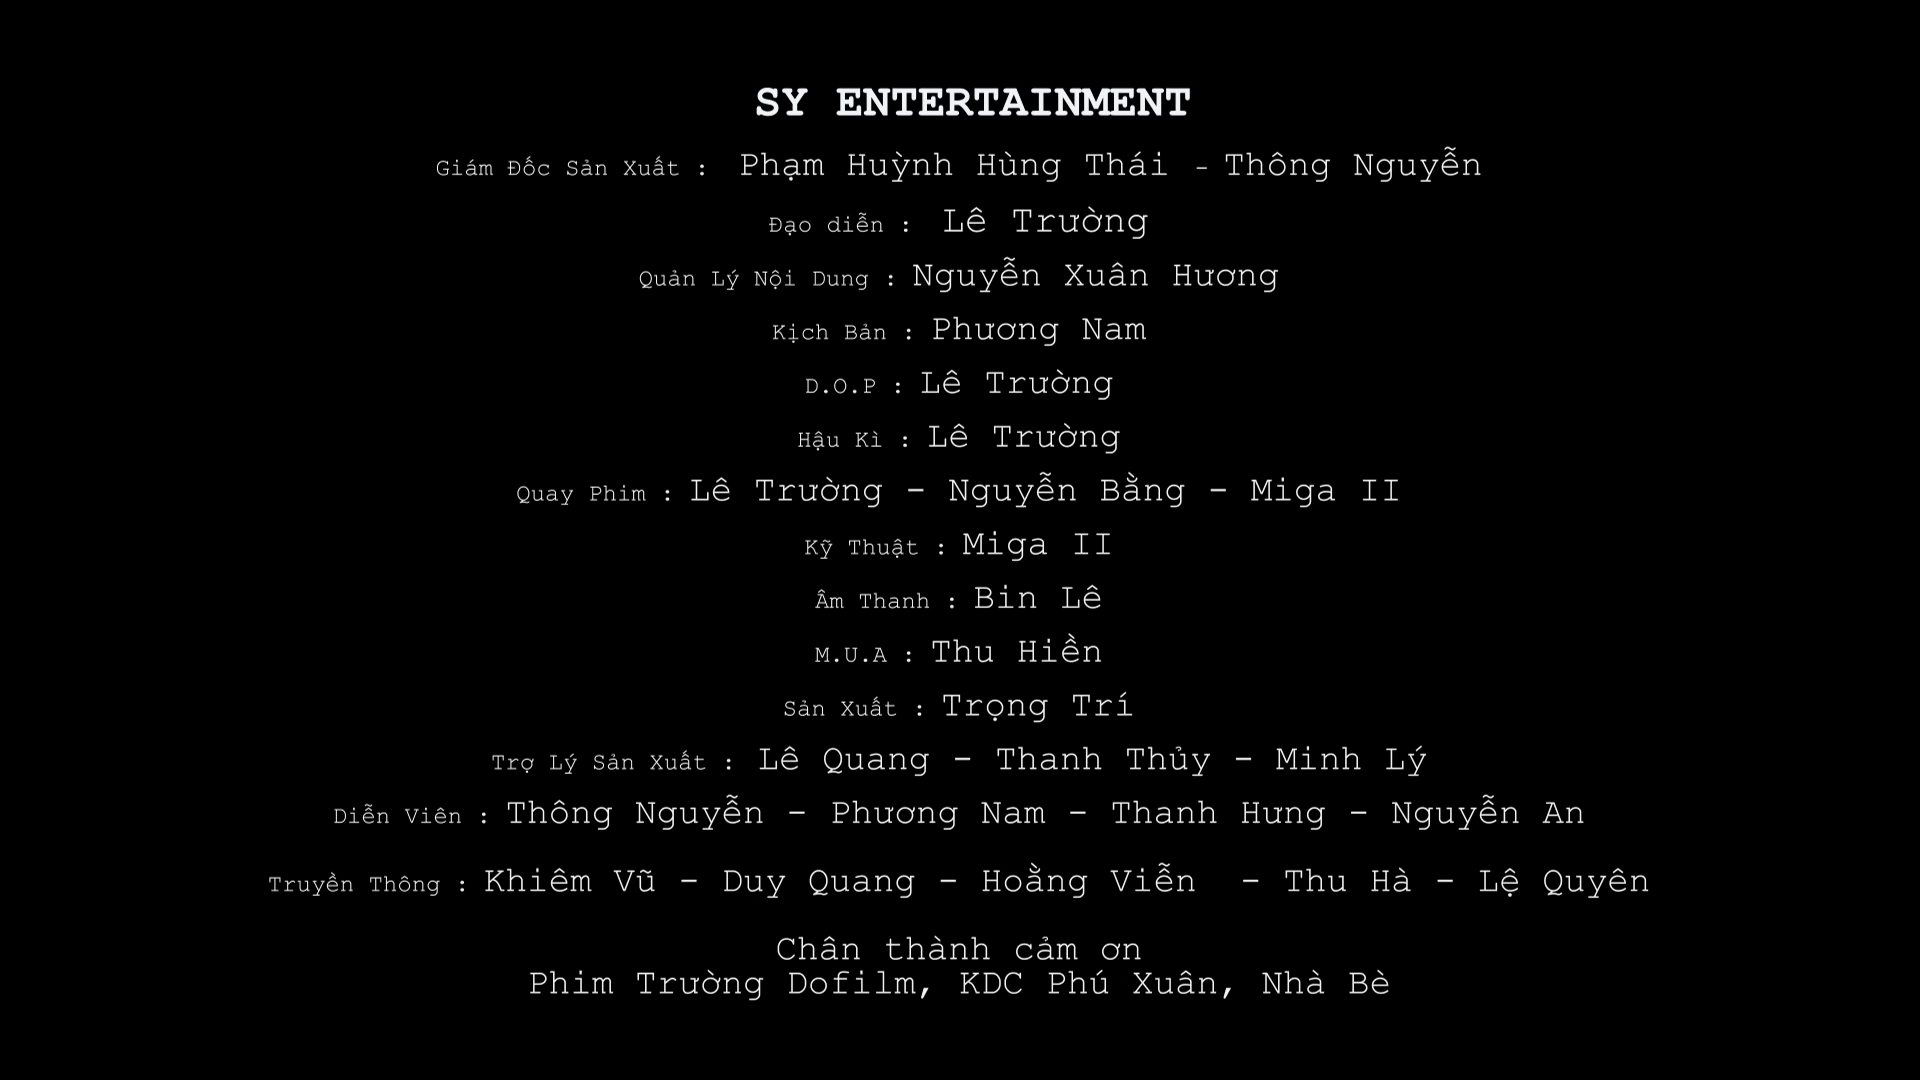 SY ENTERTAINMENT
Giám Đốc Sản Xuất : Phạm Huỳnh Hùng Thái - Thông Nguyễn
Đạo diễn : Lê Trường
Quản Lý Nội Dung : Nguyễn Xuân Hương
Kịch Bản : Phương Nam
D.O.P : Lê Trường
Hậu Kì : Lê Trường
Quay Phim : Lê Trường - Nguyễn Bằng - Miga II
Kỹ Thuật : Miga II
Âm Thanh : Bin Lê
M.U.A : Thu Hiền
Sản Xuất : Trọng Trí
Trợ Lý Sản Xuất : Lê Quang - Thanh Thủy - Minh Lý
Diễn Viên : Thông Nguyễn - Phương Nam - Thanh Hưng - Nguyễn An
Truyền Thông : Khiêm Vũ - Duy Quang - Hoằng Viễn - Thu Hà - Lệ Quyên
Chân thành cảm ơn
Phim Trường Dofilm, KDC Phú Xuân, Nhà Bè